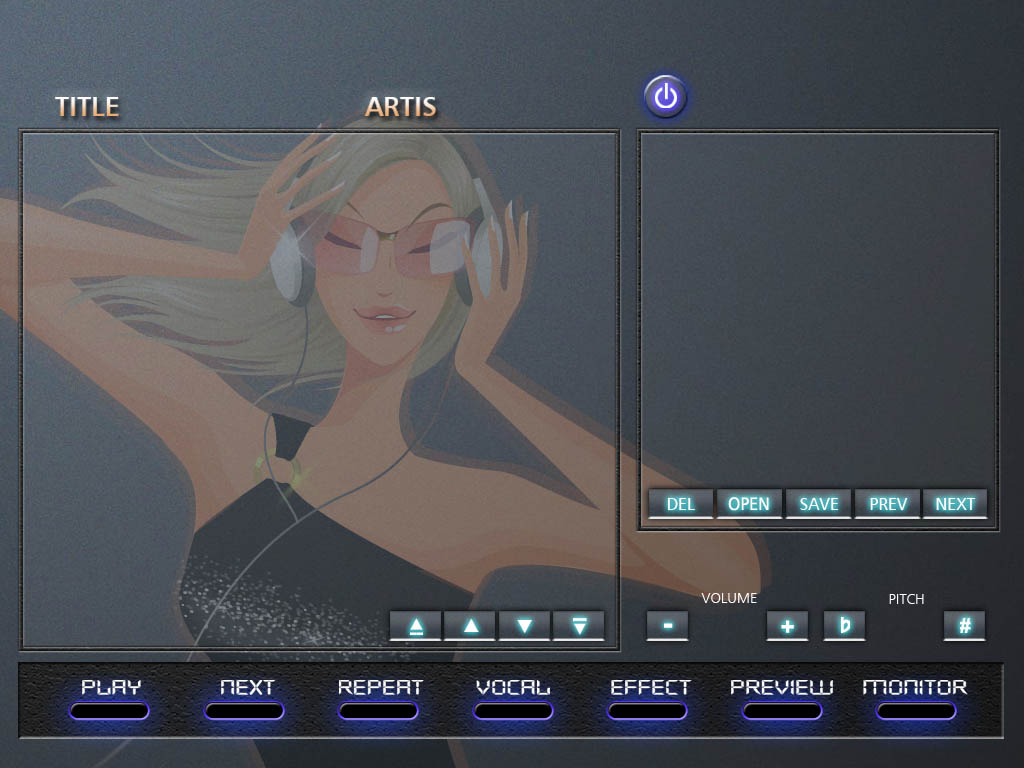 TITLE ARTIS
DEL OPEN SAVE PREV NEXT
VOLUME PITCH
- + b #
PLAY NEXT REPEAT VOCAL EFFECT PREVIEW MONITOR